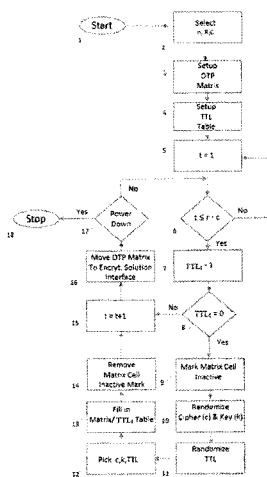 Start
1
Select
n, R,C
2
Setup
OTP
Matrix
3
Setup
TTL
Table
4
t = 1
5
No
Yes
Stop
18
Power
Down
17
t ≤ r · c
No
6
Yes
Move OTP Matrix
To Encrypt. Solution
Interface
16
TTLₜ - 1
7
t = t+1
15
No
TTLₜ = 0
8
Yes
Remove
Matrix Cell
Inactive Mark
14
Mark Matrix Cell
Inactive
9
Fill in
Matrix/ TTLₜ Table
13
Randomize
Cipher (c) & Key (k)
10
Pick c,k,TTL
12
Randomize
TTL
11